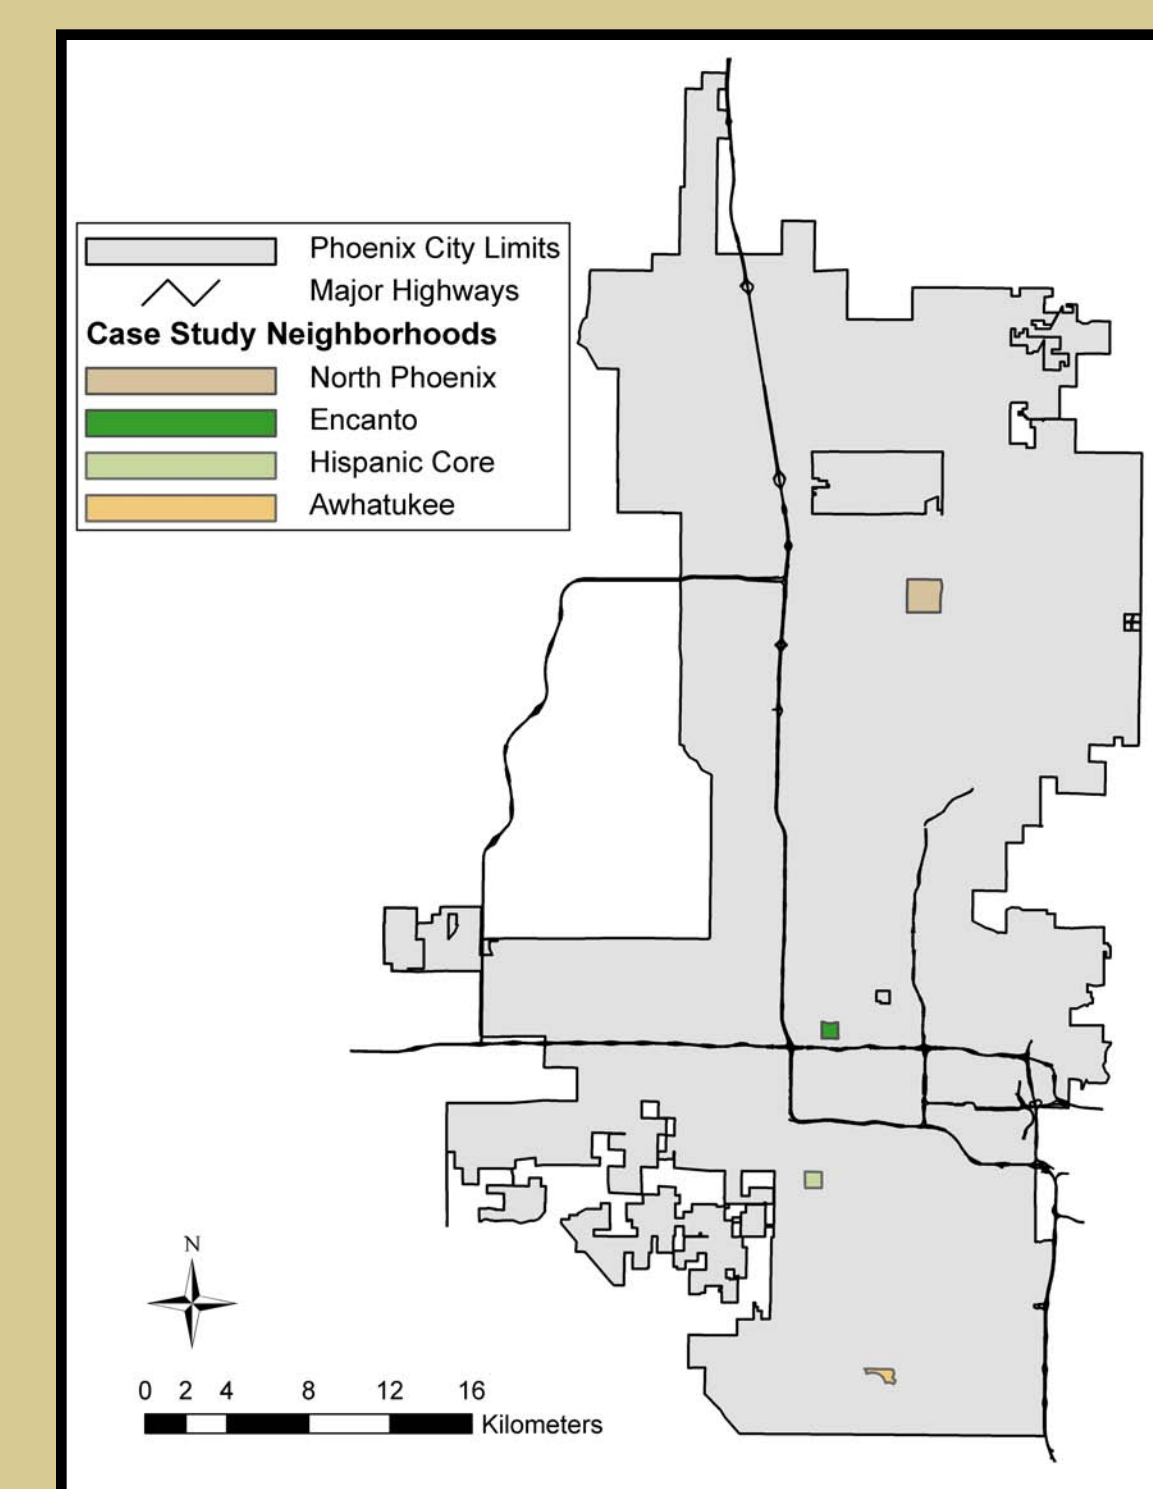 Phoenix City Limits
Major Highways
Case Study Neighborhoods
North Phoenix
Encanto
Hispanic Core
Awhatukee
N
0 2 4 8 12 16
Kilometers